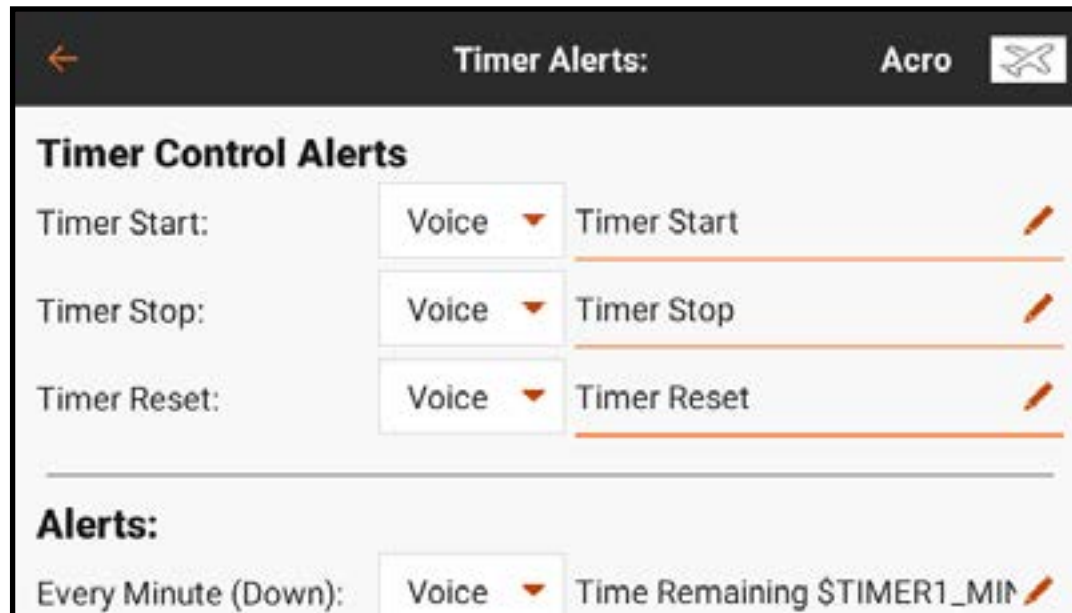 Timer Alerts: Acro
Timer Control Alerts
Timer Start: Voice Timer Start
Timer Stop: Voice Timer Stop
Timer Reset: Voice Timer Reset
Alerts:
Every Minute (Down): Voice Time Remaining $TIMER1_MIN